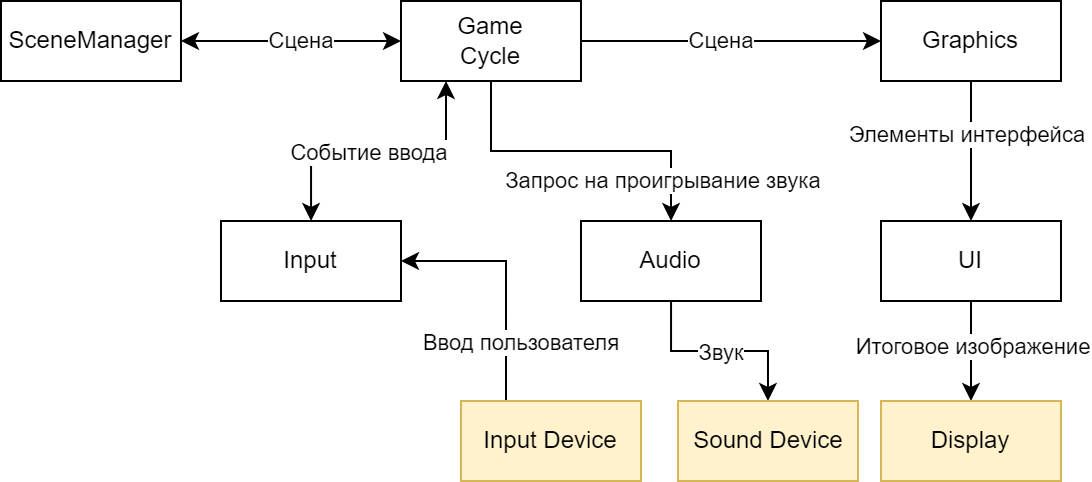 SceneManager
Сцена
Game
Cycle
Сцена
Graphics
Элементы интерфейса
Событие ввода
Запрос на проигрывание звука
Input
Audio
UI
Ввод пользователя
Звук
Итоговое изображение
Input Device
Sound Device
Display